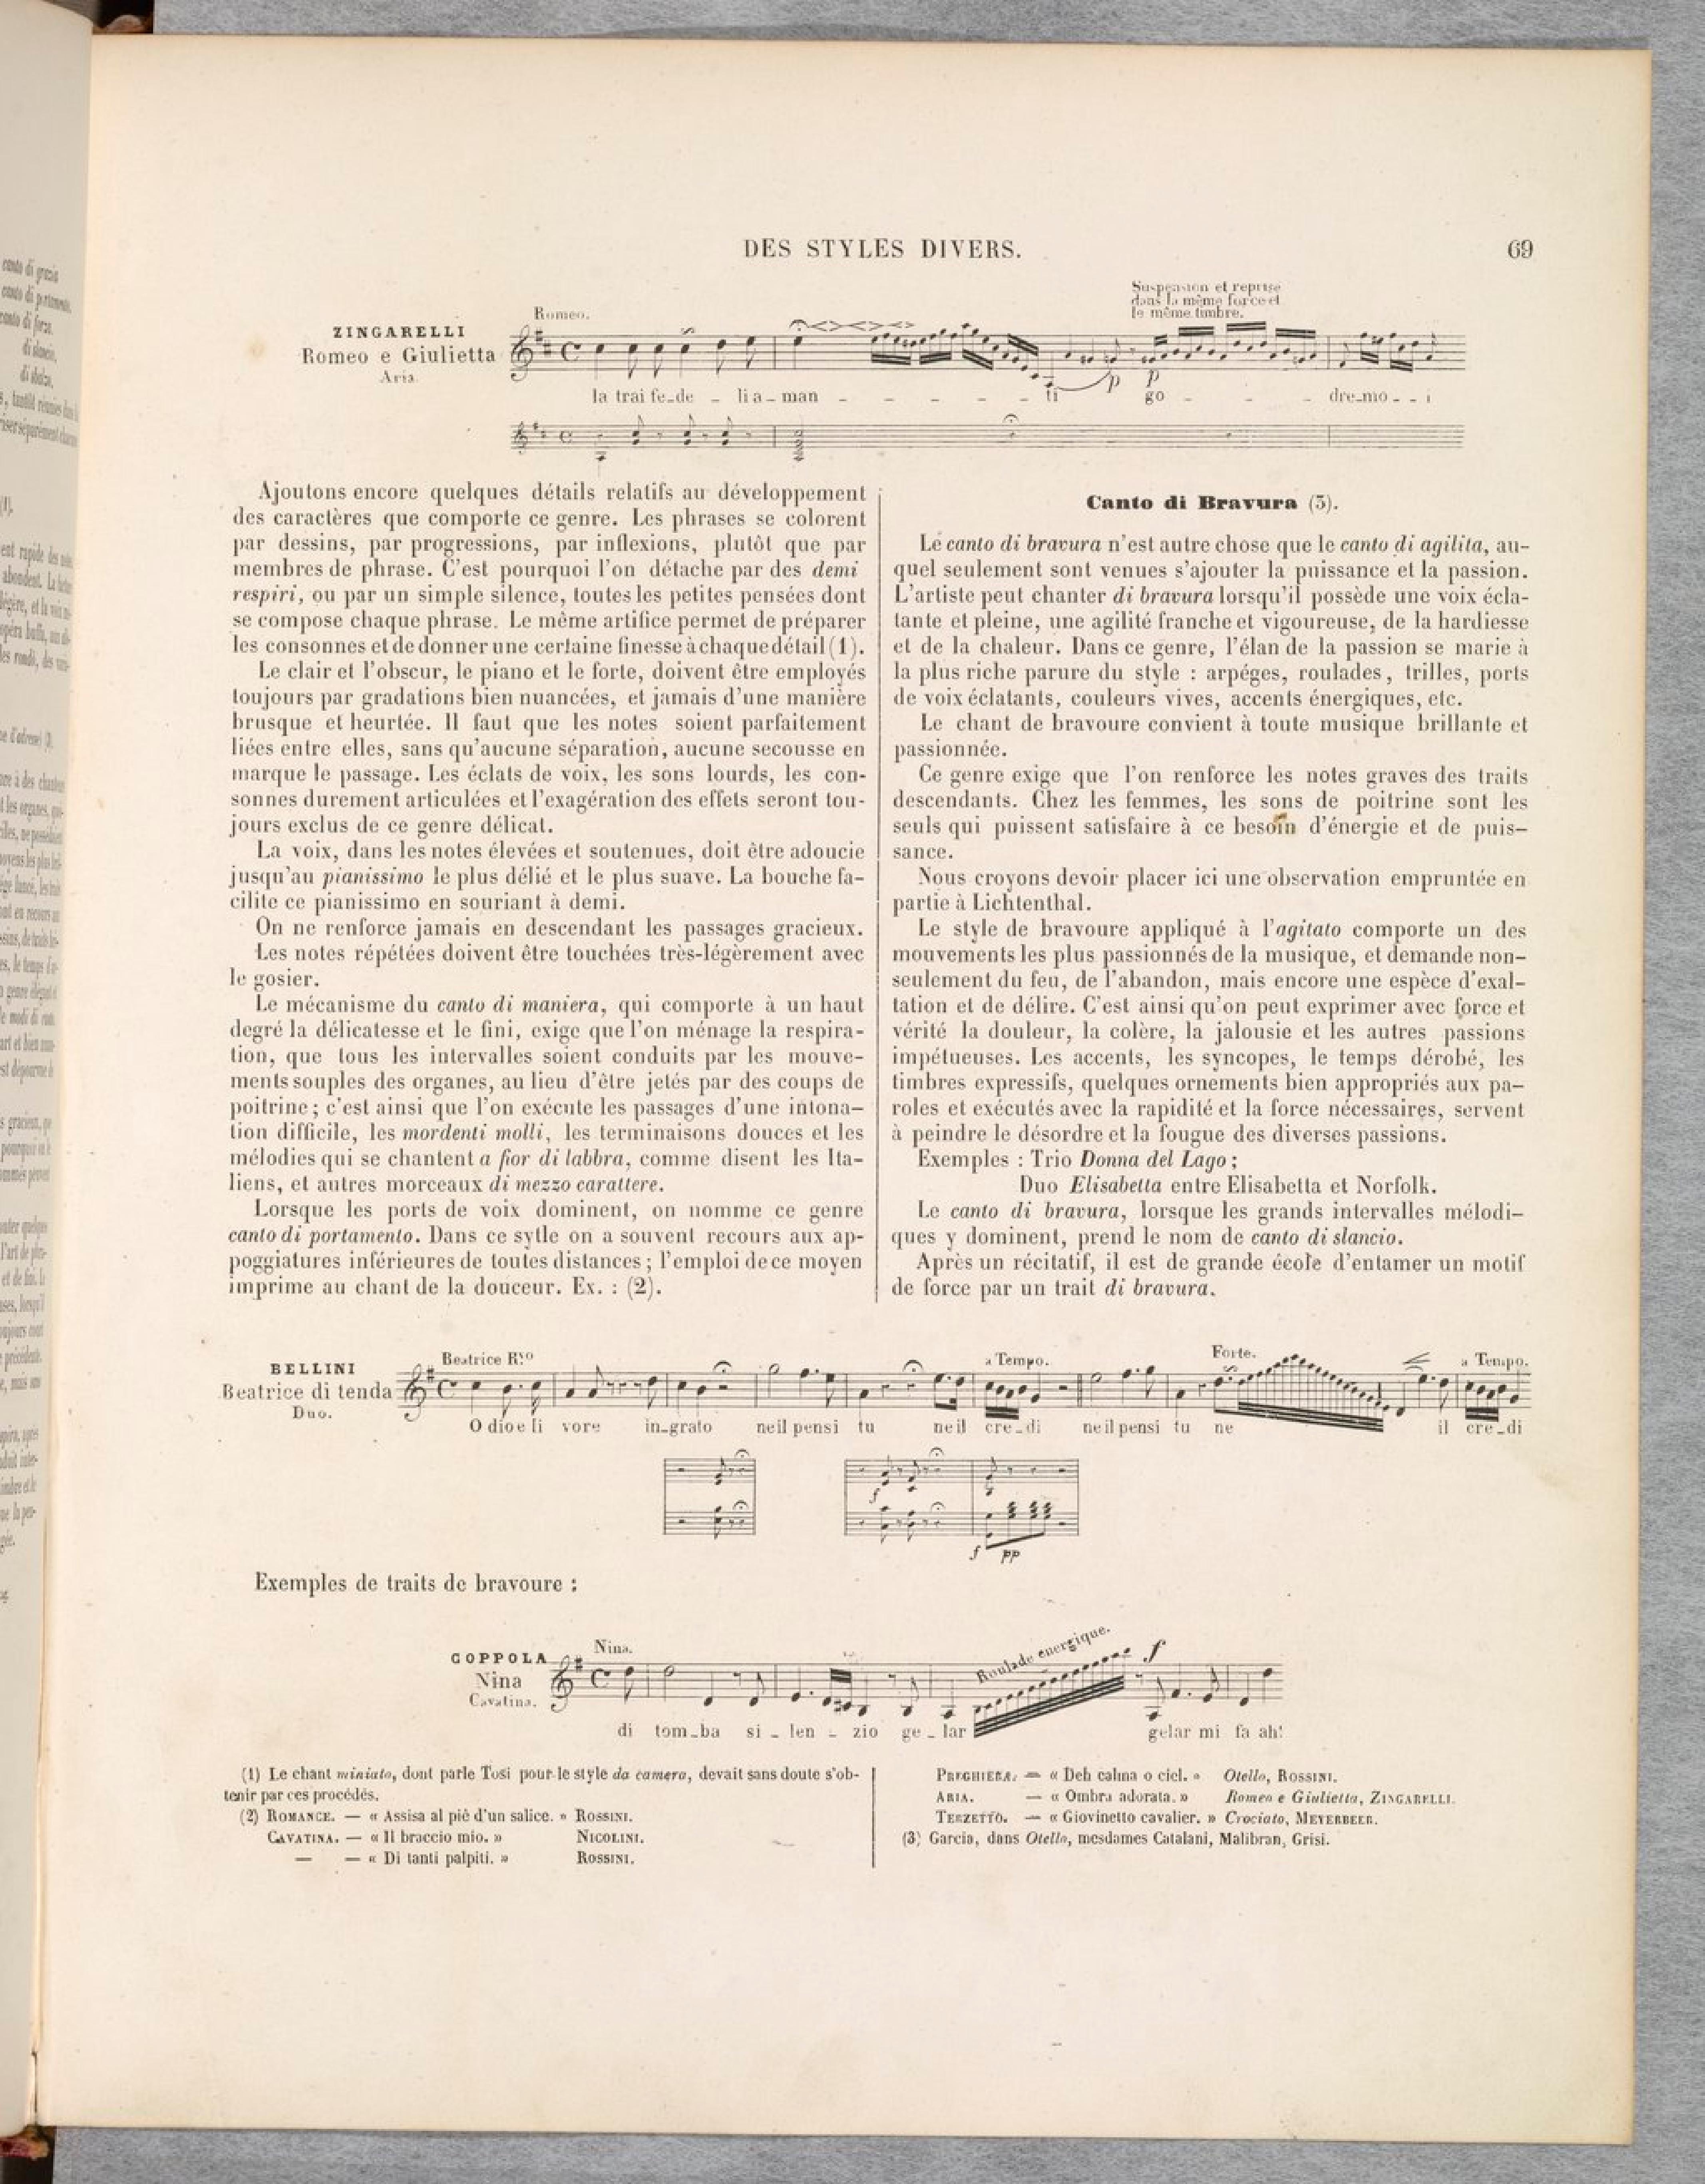 DES STYLES DIVERS.
69
Suspension et reprise
dans la même force et
le même timbre.
Romeo.
ZINGARELLI
Romeo e Giulietta
Aria.
p
p
la trai fe_de _ li a_man _ _ _ _ _ ti go _ _ _ dre_mo _ _ i
Ajoutons encore quelques détails relatifs au développement
des caractères que comporte ce genre. Les phrases se colorent
par dessins, par progressions, par inflexions, plutôt que par
membres de phrase. C'est pourquoi l'on détache par des demi
respiri, ou par un simple silence, toutes les petites pensées dont
se compose chaque phrase. Le même artifice permet de préparer
les consonnes et de donner une certaine finesse à chaque détail (1).
Le clair et l'obscur, le piano et le forte, doivent être employés
toujours par gradations bien nuancées, et jamais d'une manière
brusque et heurtée. Il faut que les notes soient parfaitement
liées entre elles, sans qu'aucune séparation, aucune secousse en
marque le passage. Les éclats de voix, les sons lourds, les con-
sonnes durement articulées et l'exagération des effets seront tou-
jours exclus de ce genre délicat.
La voix, dans les notes élevées et soutenues, doit être adoucie
jusqu'au pianissimo le plus délié et le plus suave. La bouche fa-
cilite ce pianissimo en souriant à demi.
On ne renforce jamais en descendant les passages gracieux.
Les notes répétées doivent être touchées très-légèrement avec
le gosier.
Le mécanisme du canto di maniera, qui comporte à un haut
degré la délicatesse et le fini, exige que l'on ménage la respira-
tion, que tous les intervalles soient conduits par les mouve-
ments souples des organes, au lieu d'être jetés par des coups de
poitrine ; c'est ainsi que l'on exécute les passages d'une intona-
tion difficile, les mordenti molli, les terminaisons douces et les
mélodies qui se chantent a fior di labbra, comme disent les Ita-
liens, et autres morceaux di mezzo carattere.
Lorsque les ports de voix dominent, on nomme ce genre
canto di portamento. Dans ce sytle on a souvent recours aux ap-
poggiatures inférieures de toutes distances ; l'emploi de ce moyen
imprime au chant de la douceur. Ex. : (2).
Canto di Bravura (3).
Le canto di bravura n'est autre chose que le canto di agilita, au-
quel seulement sont venues s'ajouter la puissance et la passion.
L'artiste peut chanter di bravura lorsqu'il possède une voix écla-
tante et pleine, une agilité franche et vigoureuse, de la hardiesse
et de la chaleur. Dans ce genre, l'élan de la passion se marie à
la plus riche parure du style : arpéges, roulades, trilles, ports
de voix éclatants, couleurs vives, accents énergiques, etc.
Le chant de bravoure convient à toute musique brillante et
passionnée.
Ce genre exige que l'on renforce les notes graves des traits
descendants. Chez les femmes, les sons de poitrine sont les
seuls qui puissent satisfaire à ce besoin d'énergie et de puis-
sance.
Nous croyons devoir placer ici une observation empruntée en
partie à Lichtenthal.
Le style de bravoure appliqué à l'agitato comporte un des
mouvements les plus passionnés de la musique, et demande non-
seulement du feu, de l'abandon, mais encore une espèce d'exal-
tation et de délire. C'est ainsi qu'on peut exprimer avec force et
vérité la douleur, la colère, la jalousie et les autres passions
impétueuses. Les accents, les syncopes, le temps dérobé, les
timbres expressifs, quelques ornements bien appropriés aux pa-
roles et exécutés avec la rapidité et la force nécessaires, servent
à peindre le désordre et la fougue des diverses passions.
Exemples : Trio Donna del Lago ;
Duo Elisabetta entre Elisabetta et Norfolk.
Le canto di bravura, lorsque les grands intervalles mélodi-
ques y dominent, prend le nom de canto di slancio.
Après un récitatif, il est de grande école d'entamer un motif
de force par un trait di bravura.
BELLINI
Beatrice di tenda
Duo.
Beatrice R.vo
a Tempo.
Forte.
a Tempo.
O dio e li vore in_grato ne il pensi tu ne il cre_di ne il pensi tu ne il cre_di
f
f pp
Exemples de traits de bravoure :
COPPOLA
Nina
Cavatina.
Nina.
Roulade energique.
f
di tom_ba si _ len _ zio ge _ lar gelar mi fa ah!
(1) Le chant miniato, dont parle Tosi pour le style da camera, devait sans doute s'ob-
tenir par ces procédés.
(2) ROMANCE. — « Assisa al piè d'un salice. » ROSSINI.
CAVATINA. — « Il braccio mio. » NICOLINI.
— — « Di tanti palpiti. » ROSSINI.
PREGHIERA. — « Deh calma o ciel. » Otello, ROSSINI.
ARIA. — « Ombra adorata. » Romeo e Giulietta, ZINGARELLI.
TERZETTO. — « Giovinetto cavalier. » Crociato, MEYERBEER.
(3) Garcia, dans Otello, mesdames Catalani, Malibran, Grisi.